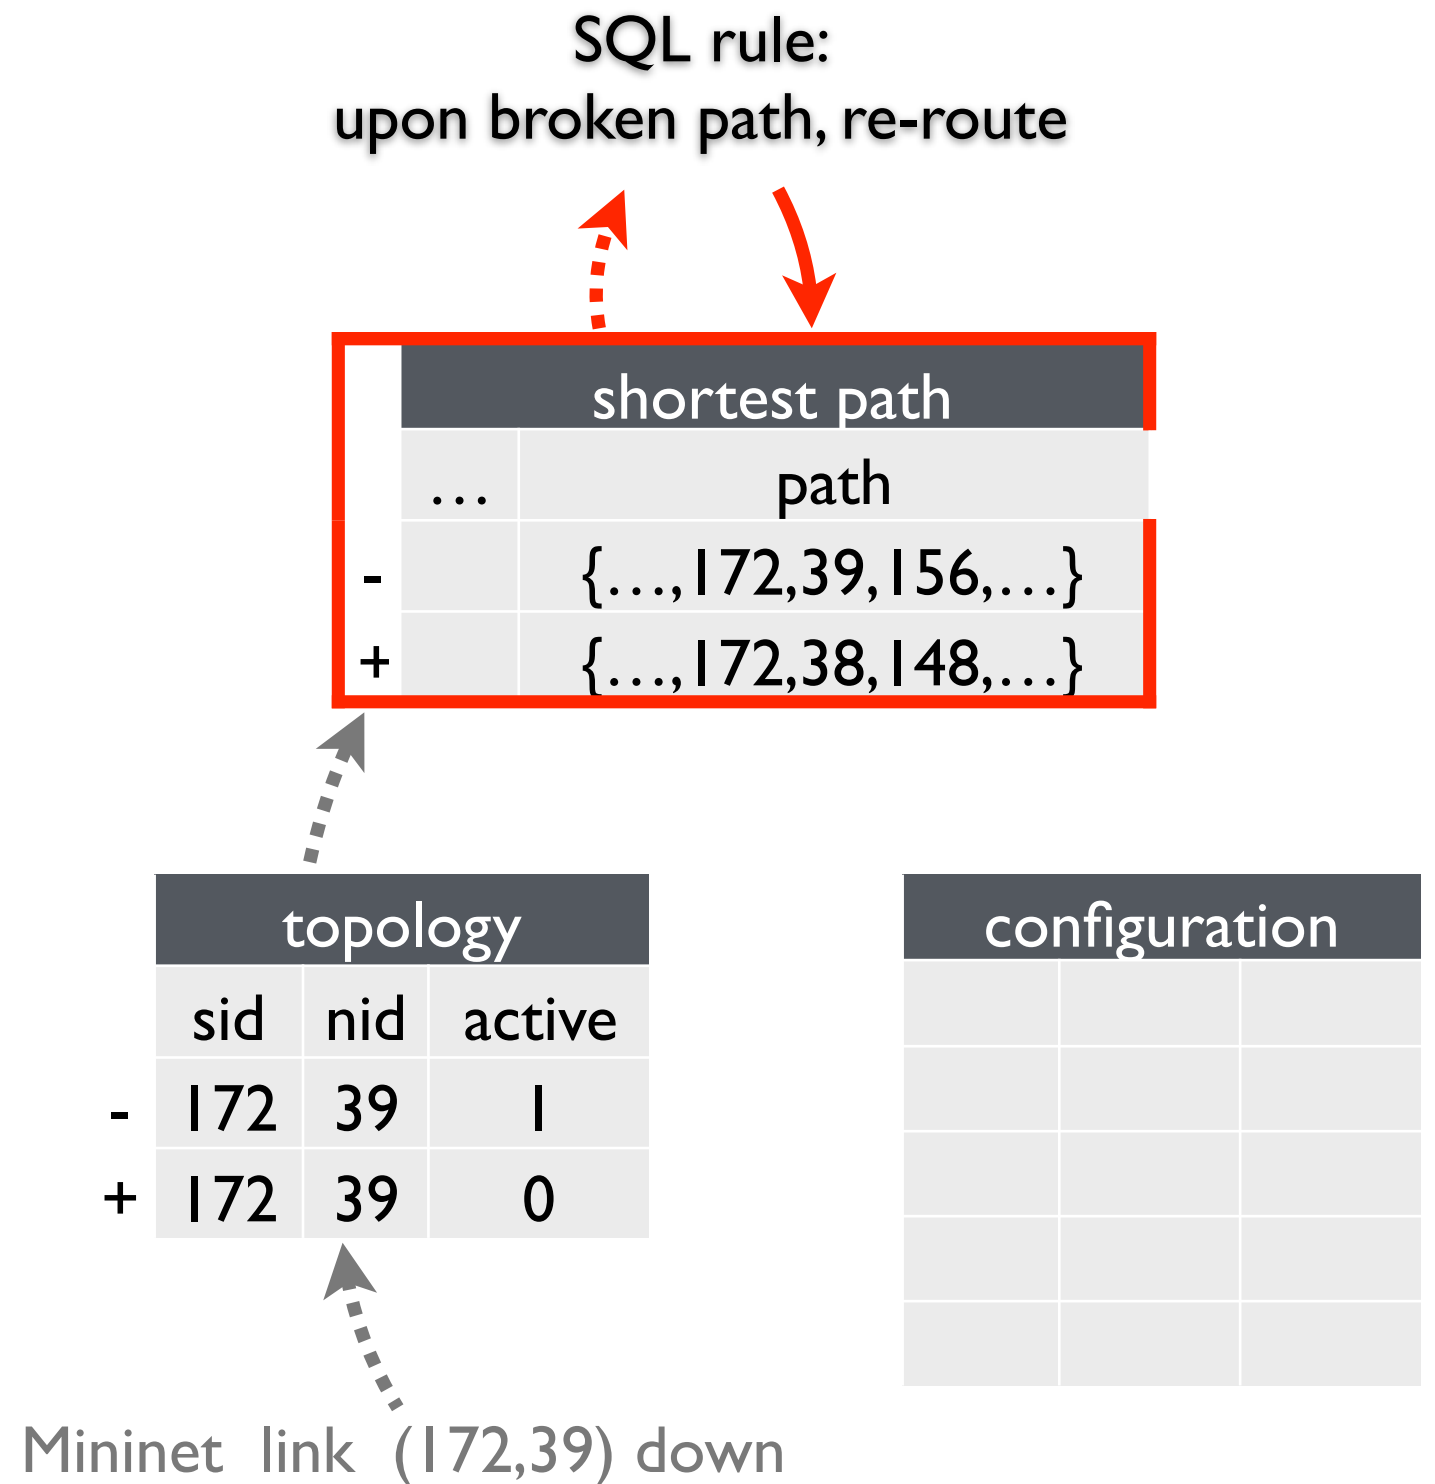 SQL rule:
upon broken path, re-route
shortest path
… path
- {…,172,39,156,…}
+ {…,172,38,148,…}
topology
sid nid active
- 172 39 1
+ 172 39 0
configuration
Mininet link (172,39) down